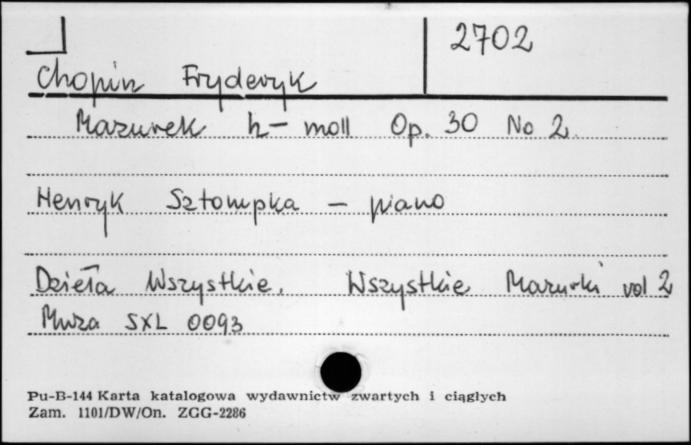 2702
Chopin Fryderyk
Mazurek h-moll Op. 30 No 2.
Henryk Sztompka - piano
Dzieła Wszystkie. Wszystkie Mazurki vol 2
Muza SXL 0093
Pu-B-144 Karta katalogowa wydawnictw zwartych i ciągłych
Zam. 1101/DW/On. ZGG-2286